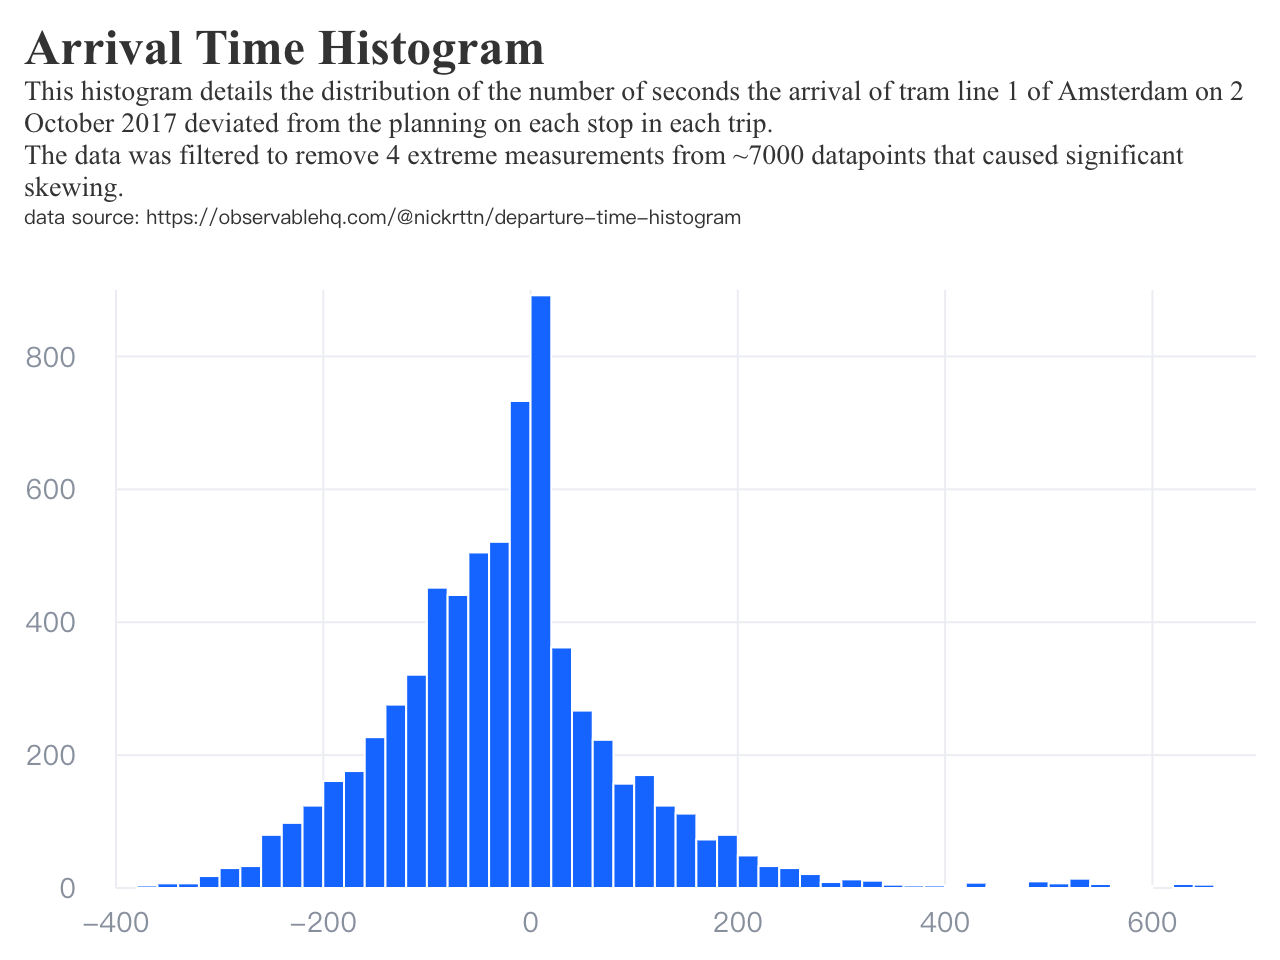 Arrival Time Histogram
This histogram details the distribution of the number of seconds the arrival of tram line 1 of Amsterdam on 2
October 2017 deviated from the planning on each stop in each trip.
The data was filtered to remove 4 extreme measurements from ~7000 datapoints that caused significant
skewing.
data source: https://observablehq.com/@nickrttn/departure-time-histogram
800
600
400
200
0
−400 −200 0 200 400 600